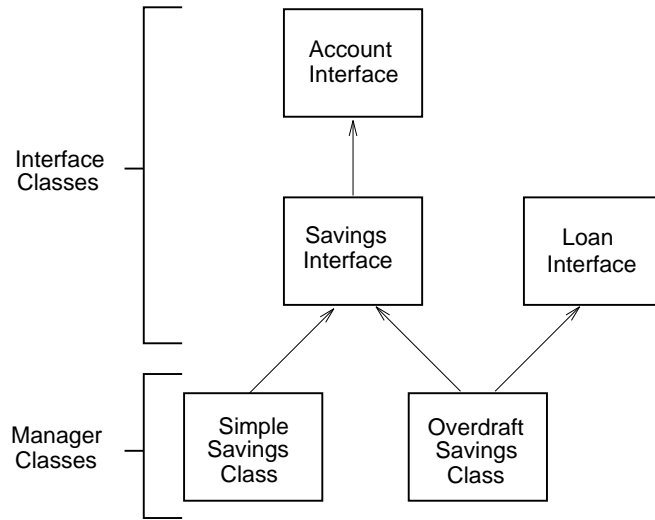 Account
Interface
Interface
Classes
Savings
Interface
Loan
Interface
Manager
Classes
Simple
Savings
Class
Overdraft
Savings
Class